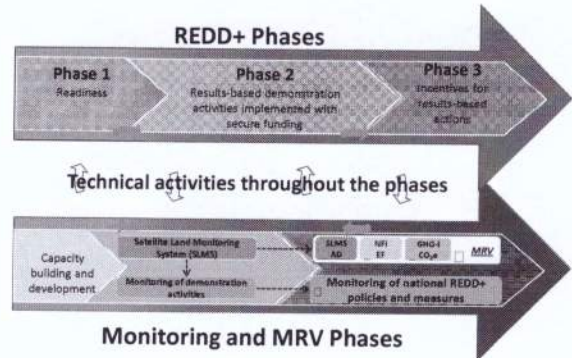 REDD+ Phases
Phase 1
Readiness
Phase 2
Results-based demonstration
activities implemented with
secure funding
Phase 3
Incentives for
results-based
actions
Technical activities throughout the phases
Capacity
building and
development
Satellite Land Monitoring
System (SLMS)
Monitoring of demonstration
activities
SLMS
AD
NFI
EF
GHG-I
CO₂e
MRV
Monitoring of national REDD+
policies and measures
Monitoring and MRV Phases